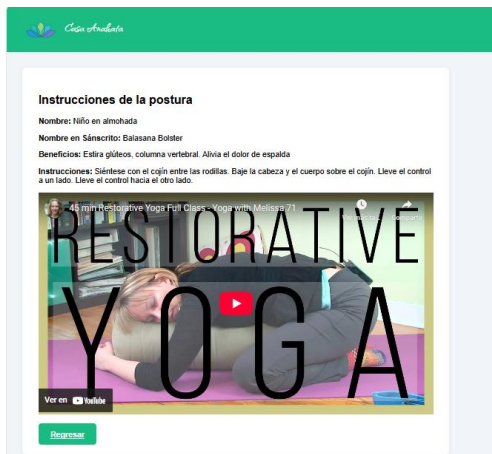 Casa Anahata
Instrucciones de la postura
Nombre: Niño en almohada
Nombre en Sánscrito: Balasana Bolster
Beneficios: Estira glúteos, columna vertebral. Alivia el dolor de espalda
Instrucciones: Siéntese con el cojín entre las rodillas. Baje la cabeza y el cuerpo sobre el cojín. Lleve el control
a un lado. Lleve el control hacia el otro lado.
45 min Restorative Yoga Full Class - Yoga with Melissa 71
Compartir
RESTORATIVE
YOGA
Ver en YouTube
Regresar